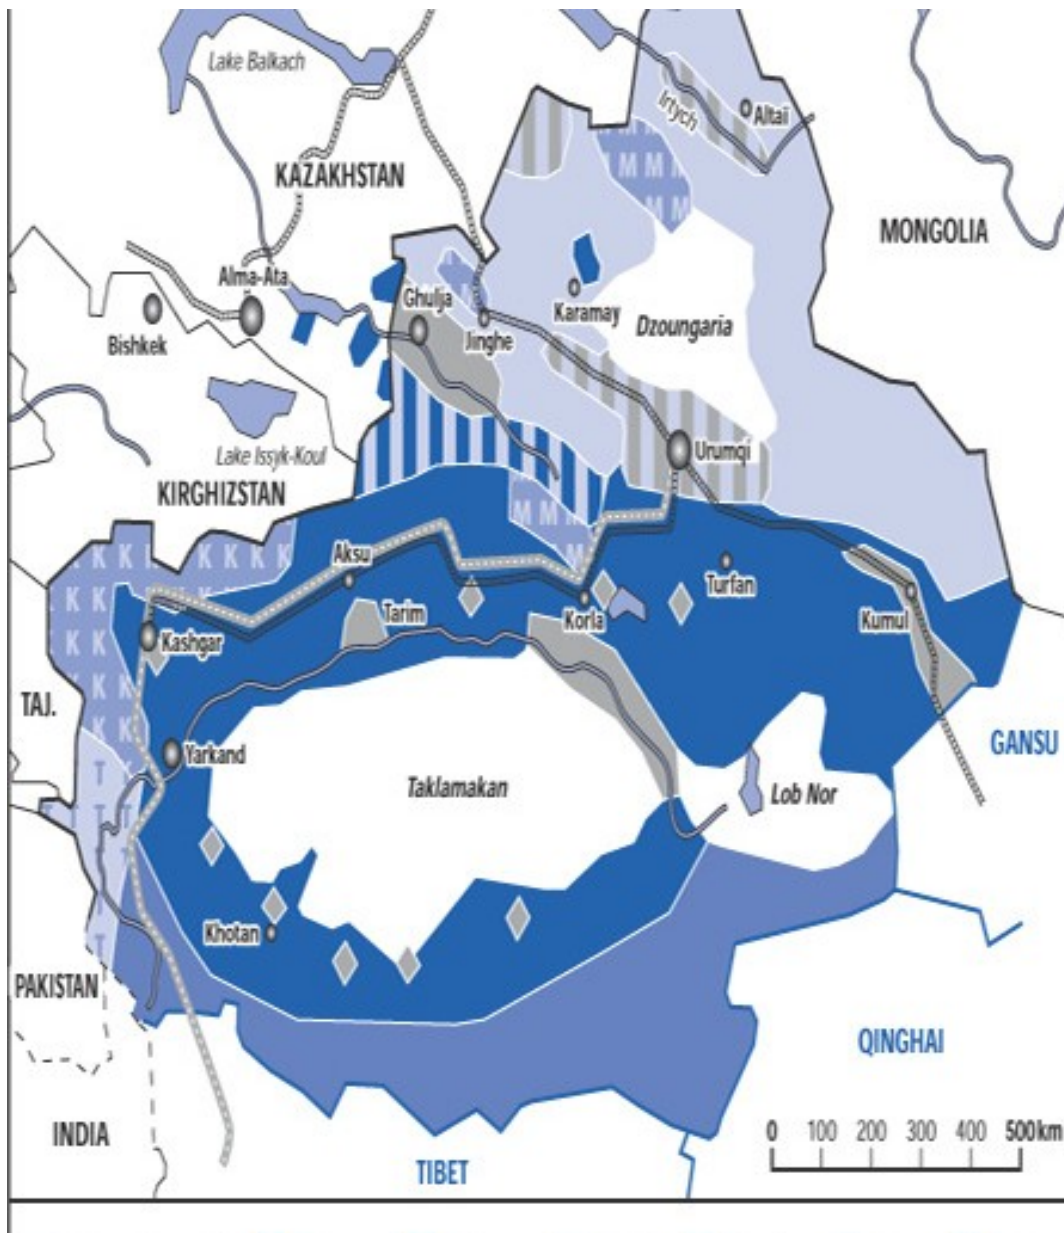 Lake Balkach
KAZAKHSTAN
Irtych
Altaï
MONGOLIA
Alma-Ata
Bishkek
Ghulja
Jinghe
Karamay
Dzoungaria
M M M
M M
M
Lake Issyk-Koul
KIRGHIZSTAN
Urumqi
M M M
M
K K K K K K
K K K
K
K K
K K
K K
K K
K
Aksu
Tarim
Korla
Turfan
Kumul
Kashgar
TAJ.
Yarkand
Taklamakan
Lob Nor
GANSU
T
T T T
T
T
T
Khotan
PAKISTAN
QINGHAI
INDIA
TIBET
0 100 200 300 400 500km